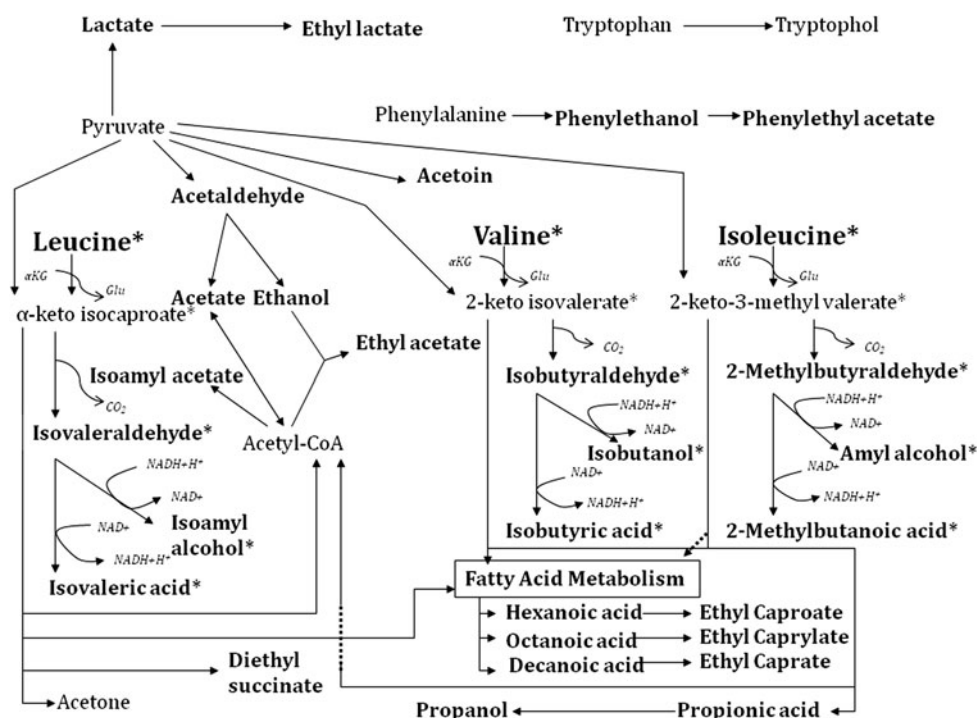 Lactate
Ethyl lactate
Tryptophan
Tryptophol
Pyruvate
Phenylalanine
Phenylethanol
Phenylethyl acetate
Acetoin
Acetaldehyde
Leucine*
Valine*
Isoleucine*
αKG
Glu
αKG
Glu
αKG
Glu
Acetate
Ethanol
α-keto isocaproate*
2-keto isovalerate*
2-keto-3-methyl valerate*
Ethyl acetate
CO2
CO2
Isoamyl acetate
Isobutyraldehyde*
2-Methylbutyraldehyde*
CO2
Isovaleraldehyde*
Acetyl-CoA
NADH+H+
NAD+
NADH+H+
NAD+
Isobutanol*
Amyl alcohol*
NADH+H+
NAD+
NAD+
NADH+H+
NAD+
NADH+H+
Isoamyl
alcohol*
NAD+
NADH+H+
Isobutyric acid*
2-Methylbutanoic acid*
Isovaleric acid*
Fatty Acid Metabolism
Hexanoic acid
Ethyl Caproate
Octanoic acid
Ethyl Caprylate
Decanoic acid
Ethyl Caprate
Diethyl
succinate
Acetone
Propanol
Propionic acid